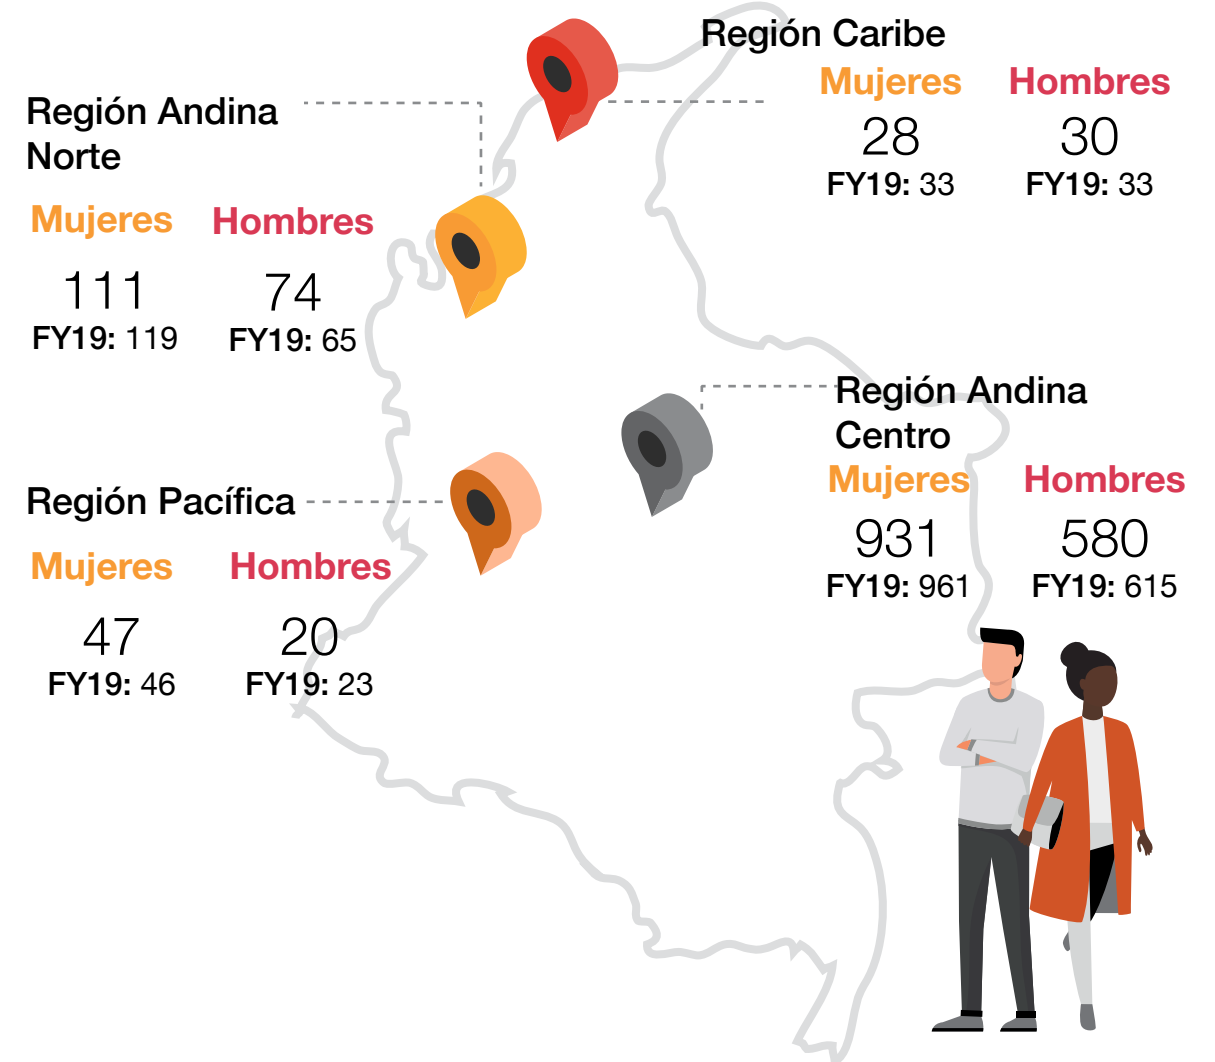 Región Caribe
Mujeres Hombres
28 30
FY19: 33 FY19: 33
Región Andina
Norte
Mujeres Hombres
111 74
FY19: 119 FY19: 65
Región Andina
Centro
Mujeres Hombres
931 580
FY19: 961 FY19: 615
Región Pacífica
Mujeres Hombres
47 20
FY19: 46 FY19: 23